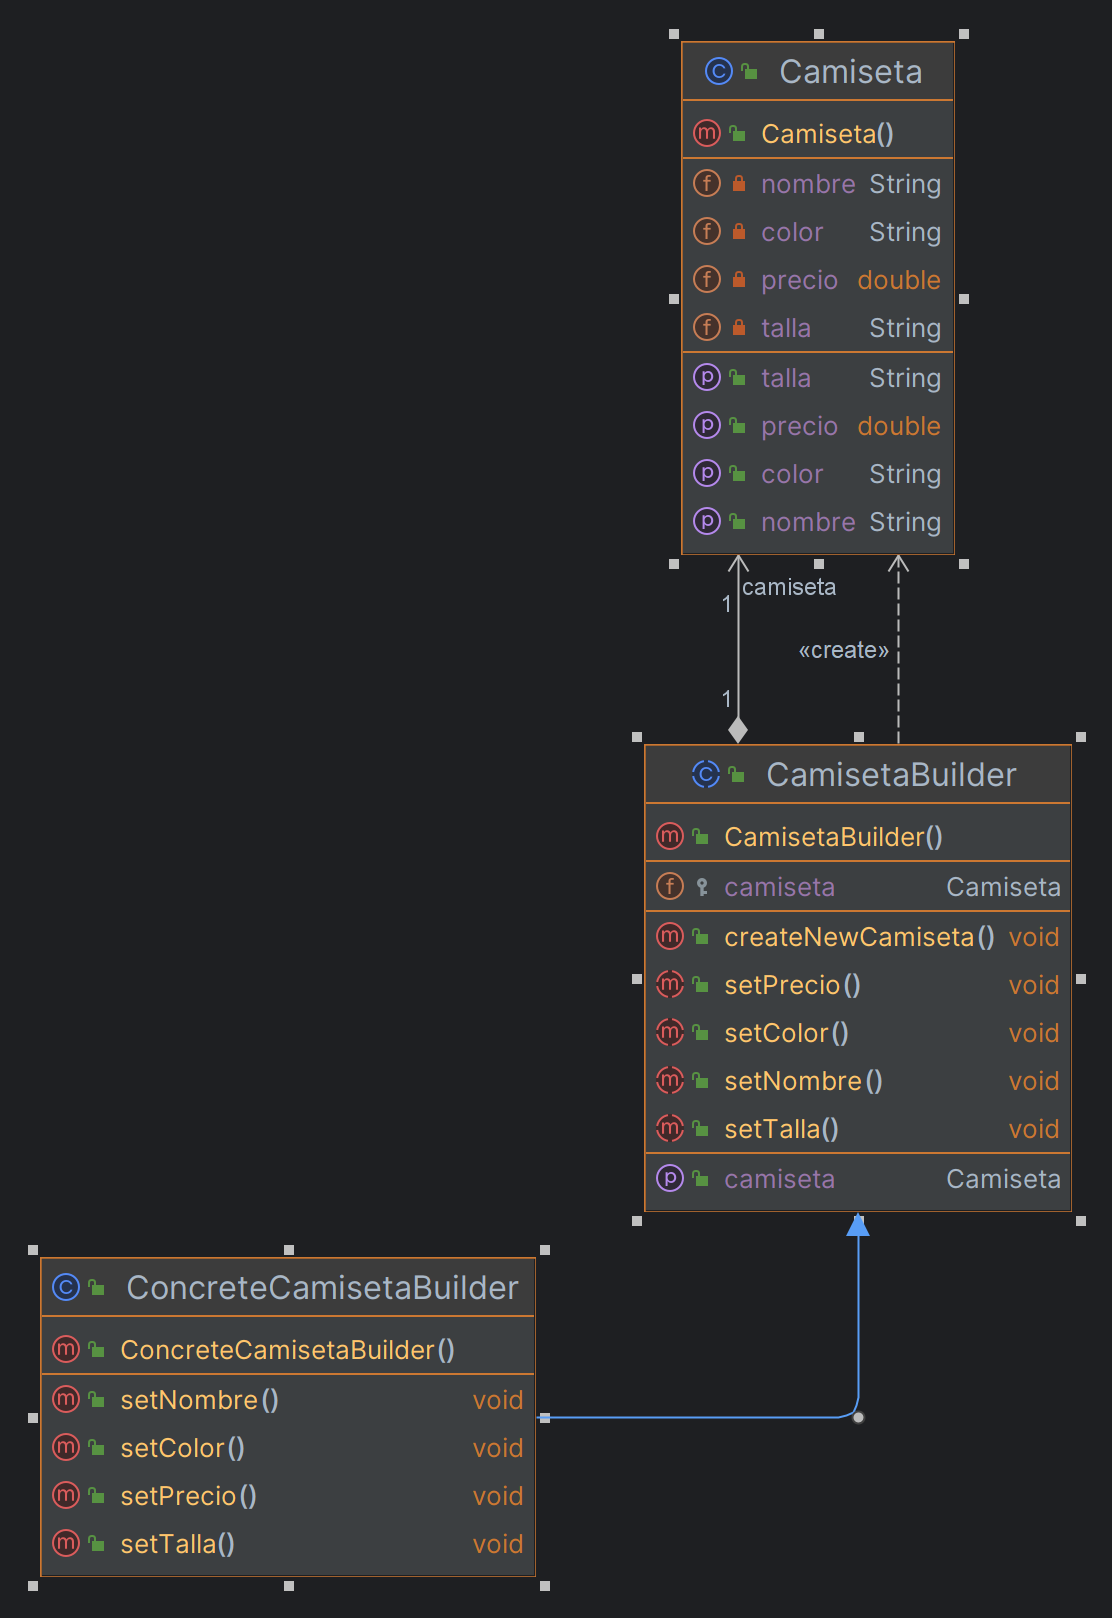 Camiseta
Camiseta()
nombre String
color String
precio double
talla String
talla String
precio double
color String
nombre String
camiseta
1
«create»
1
CamisetaBuilder
CamisetaBuilder()
camiseta Camiseta
createNewCamiseta() void
setPrecio() void
setColor() void
setNombre() void
setTalla() void
camiseta Camiseta
ConcreteCamisetaBuilder
ConcreteCamisetaBuilder()
setNombre() void
setColor() void
setPrecio() void
setTalla() void